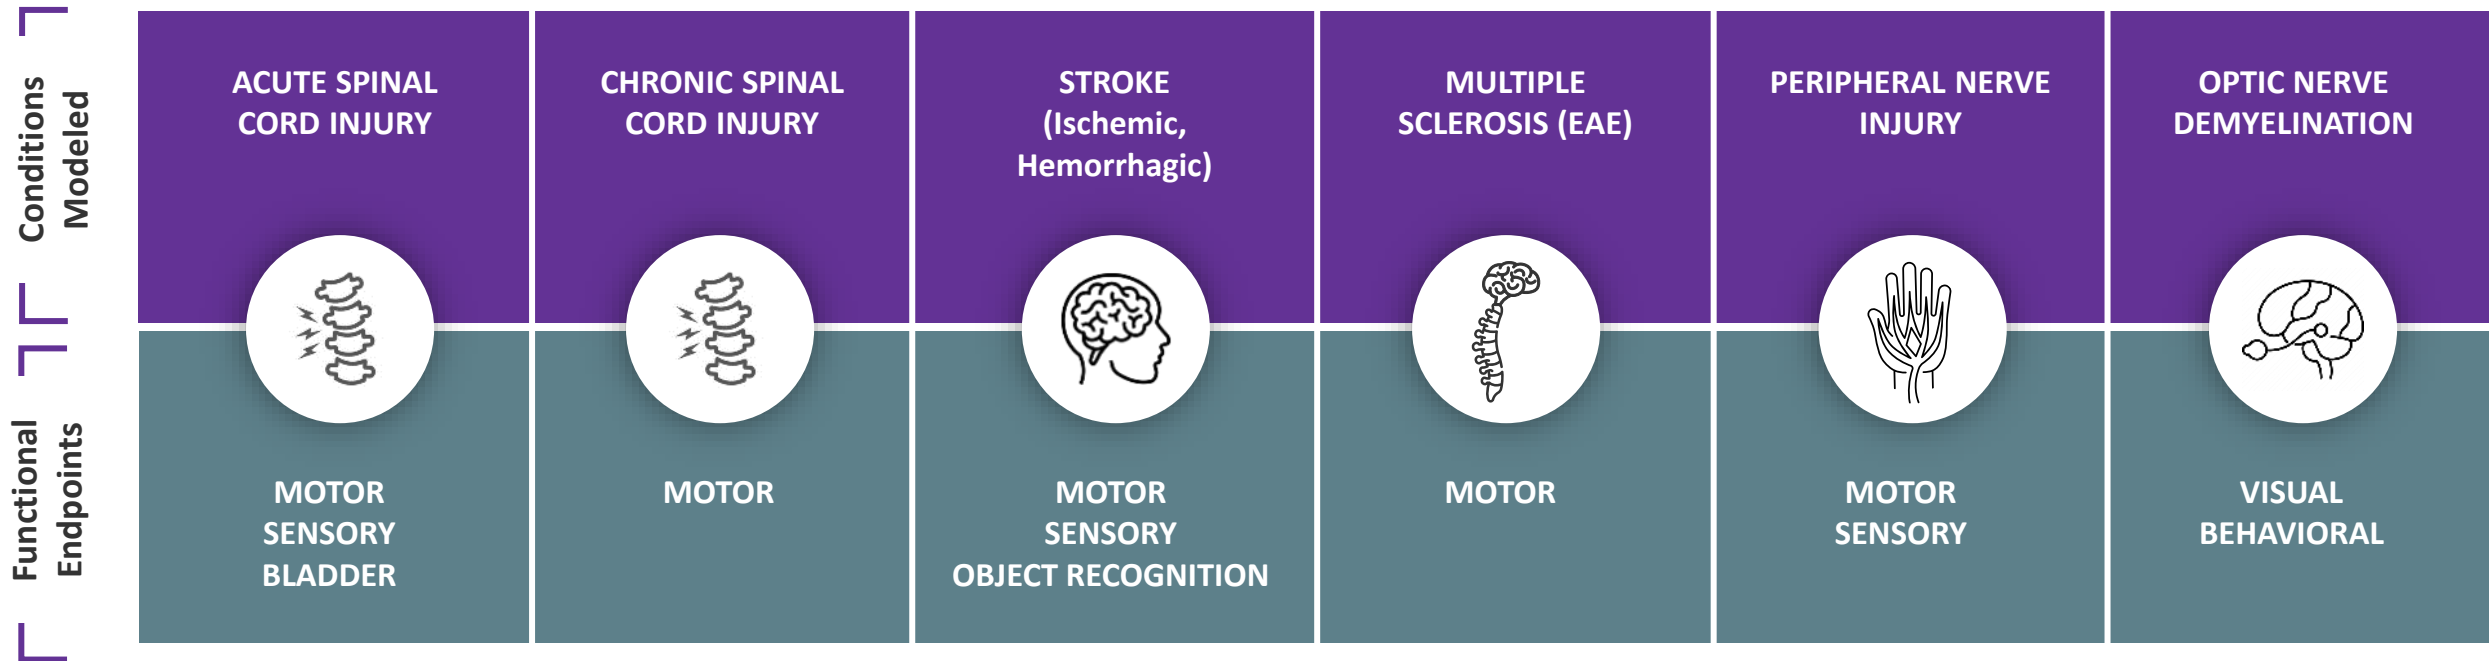 Conditions
Modeled
ACUTE SPINAL
CORD INJURY
CHRONIC SPINAL
CORD INJURY
STROKE
(Ischemic,
Hemorrhagic)
MULTIPLE
SCLEROSIS (EAE)
PERIPHERAL NERVE
INJURY
OPTIC NERVE
DEMYELINATION
Functional
Endpoints
MOTOR
SENSORY
BLADDER
MOTOR
MOTOR
SENSORY
OBJECT RECOGNITION
MOTOR
MOTOR
SENSORY
VISUAL
BEHAVIORAL